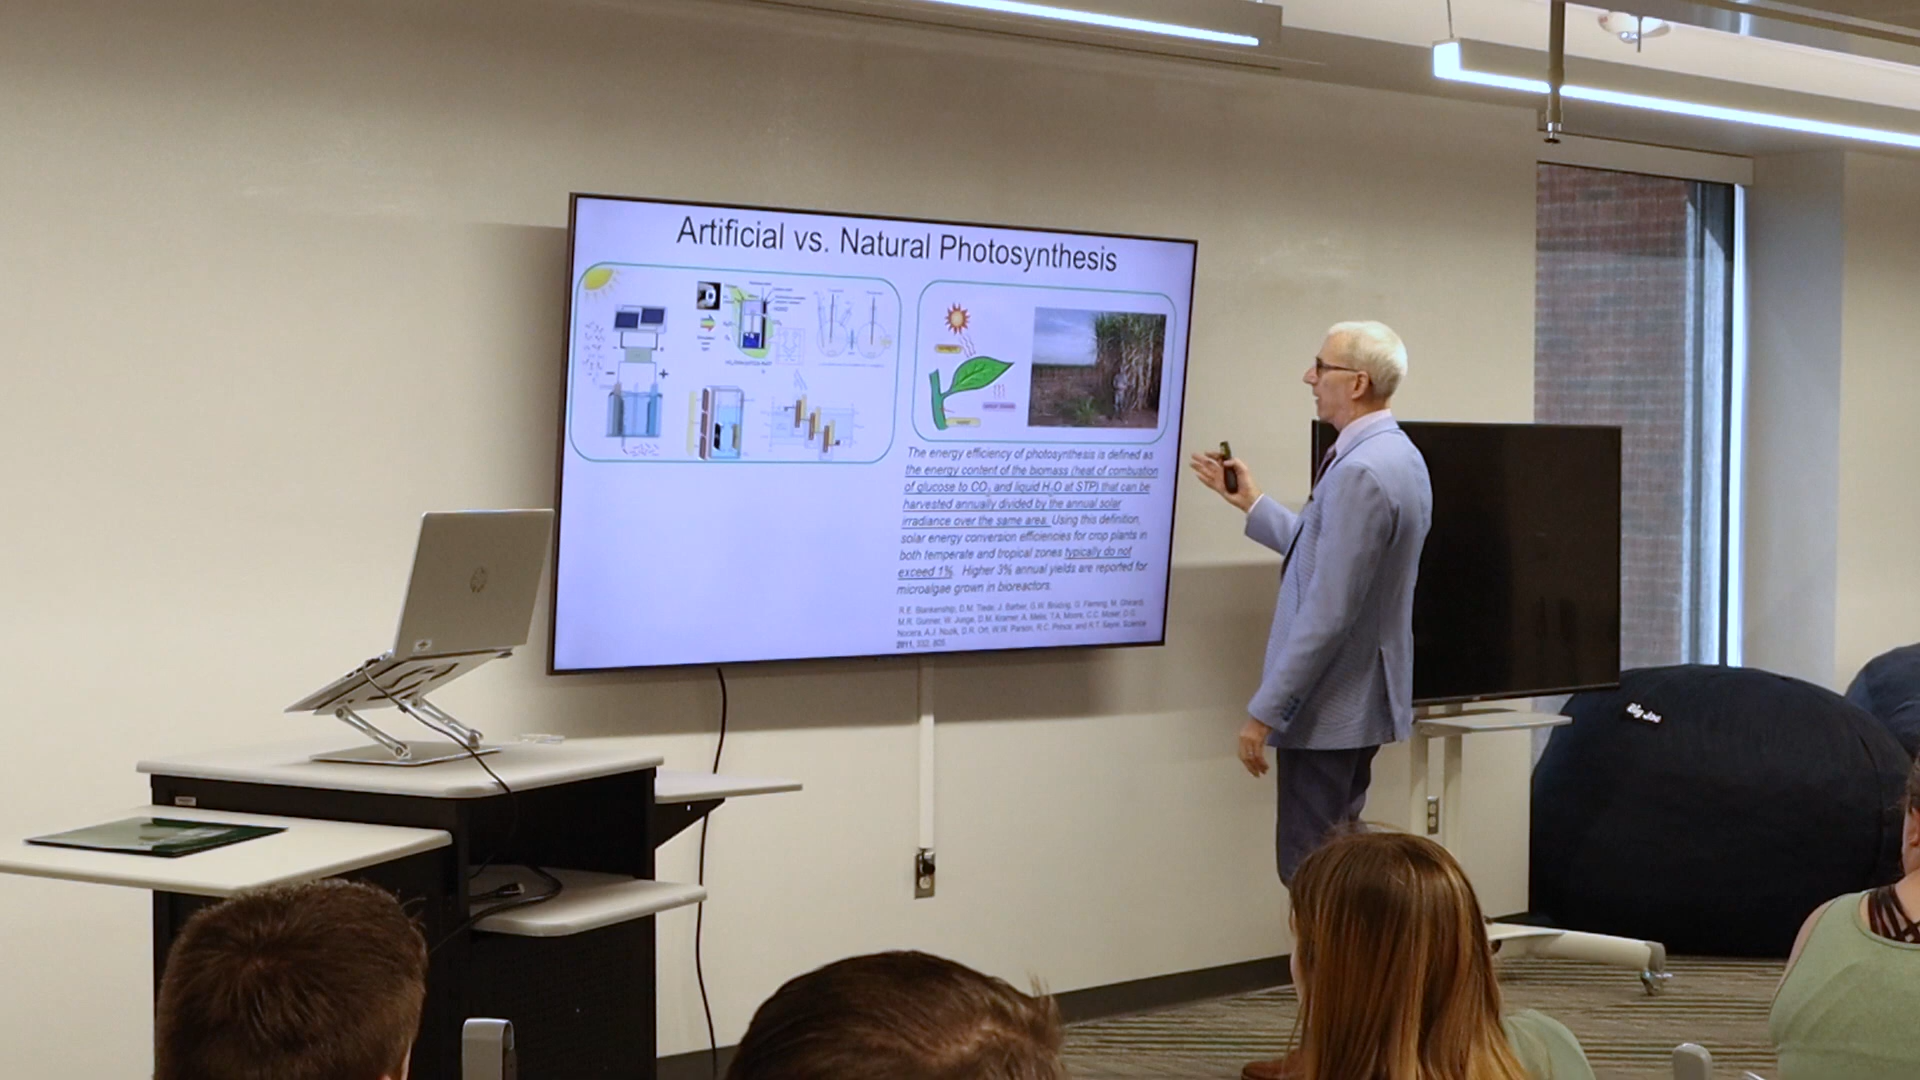 Artificial vs. Natural Photosynthesis
The energy efficiency of photosynthesis is defined as
the energy content of the biomass (heat of combustion
of glucose to CO₂ and liquid H₂O at STP) that can be
harvested annually divided by the annual solar
irradiance over the same area. Using this definition,
solar energy conversion efficiencies for crop plants in
both temperate and tropical zones typically do not
exceed 1%. Higher 3% annual yields are reported for
microalgae grown in bioreactors.
R.E. Blankenship, D.M. Tiede, J. Barber, G.W. Brudvig, G. Fleming, M. Ghirardi,
M.R. Gunner, W. Junge, D.M. Kramer, A. Melis, T.A. Moore, C.C. Moser, D.G.
Nocera, A.J. Nozik, D.R. Ort, W.W. Parson, R.C. Prince, and R.T. Sayre, Science
2011, 332, 805.
Big Joe